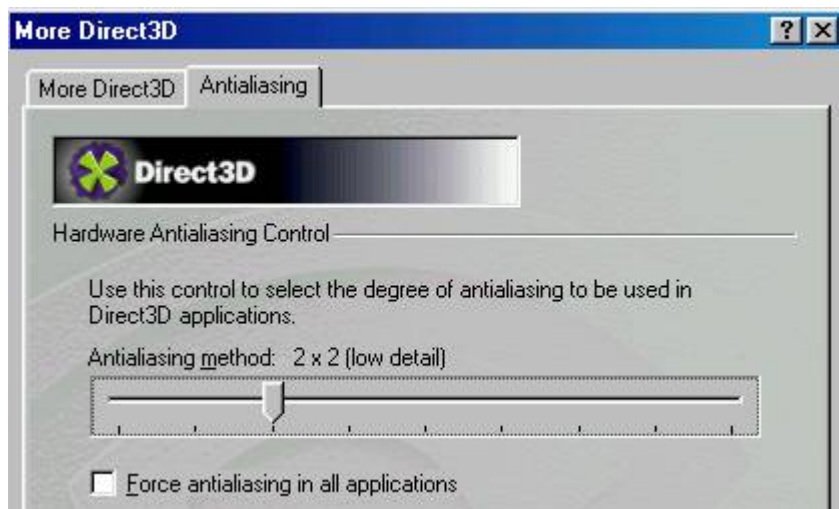 More Direct3D
More Direct3D Antialiasing
Direct3D
Hardware Antialiasing Control
Use this control to select the degree of antialiasing to be used in
Direct3D applications.
Antialiasing method: 2 x 2 (low detail)
Force antialiasing in all applications